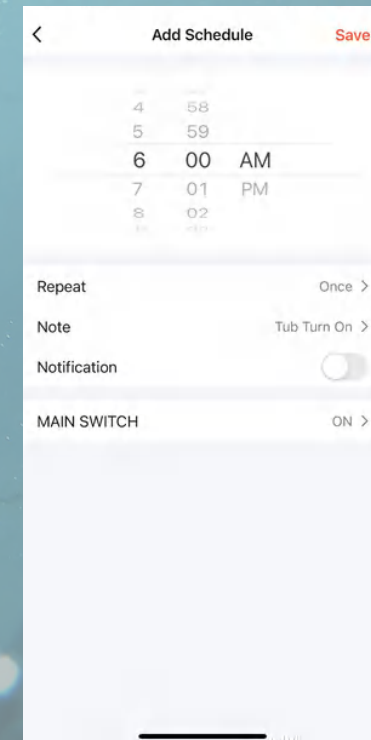 Add Schedule Save
4 58
5 59
6 00 AM
7 01 PM
8 02
Repeat Once
Note Tub Turn On
Notification
MAIN SWITCH ON